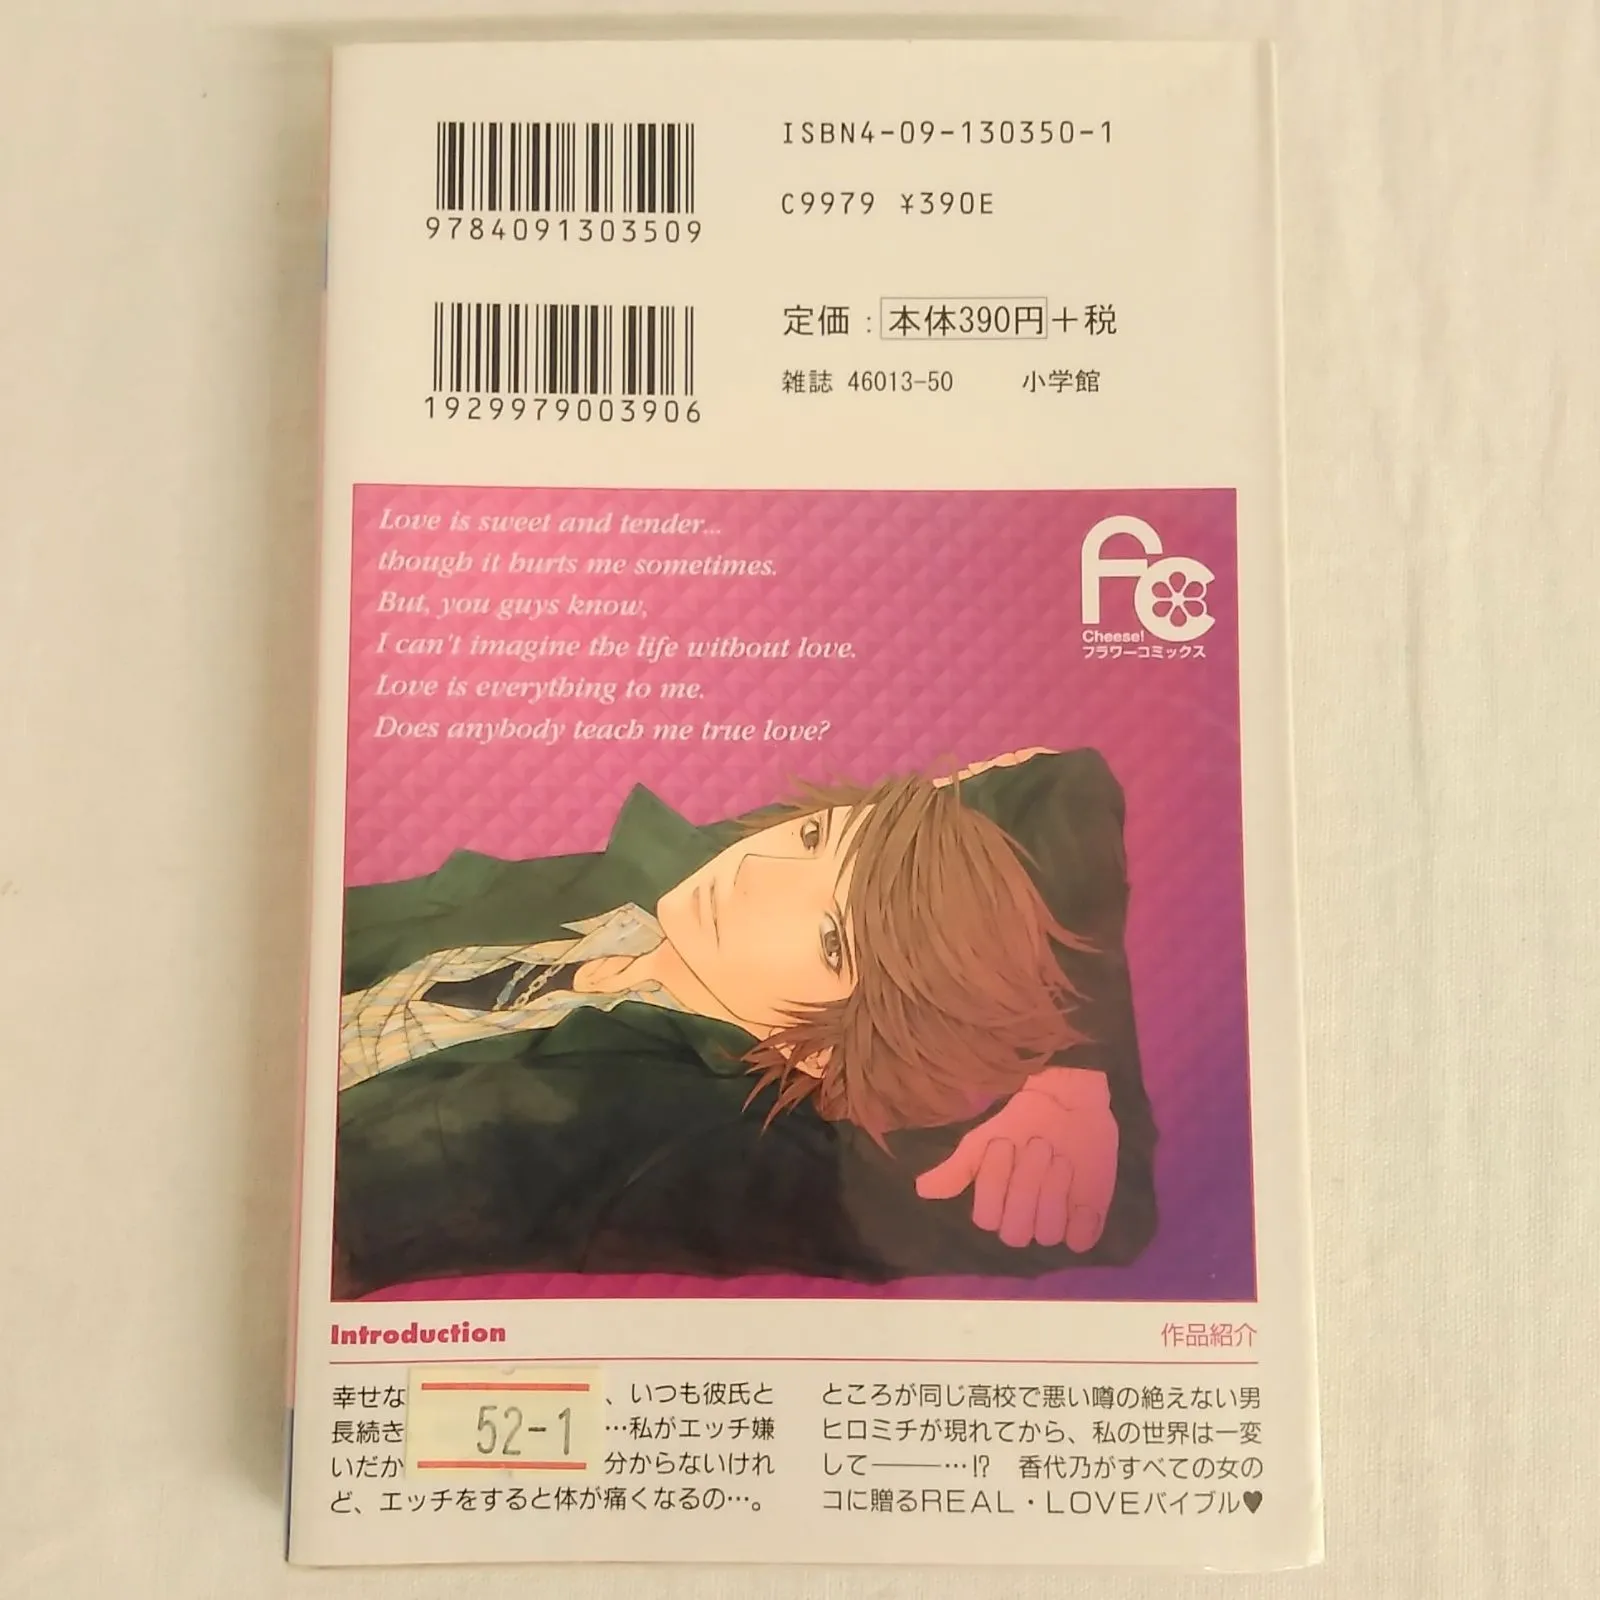 ISBN4-09-130350-1
C9979 ¥390E
9784091303509
定価：本体390円+税
雑誌 46013-50 小学館
1929979003906
Love is sweet and tender...
though it hurts me sometimes.
But, you guys know,
I can't imagine the life without love.
Love is everything to me.
Does anybody teach me true love?
FC
Cheese!
フラワーコミックス
Introduction
作品紹介
幸せな 、いつも彼氏と
長続き …私がエッチ嫌
いだか 分からないけれ
ど、エッチをすると体が痛くなるの…。
52-1
ところが同じ高校で悪い噂の絶えない男
ヒロミチが現れてから、私の世界は一変
して———…!? 香代乃がすべての女の
コに贈るREAL・LOVEバイブル♥